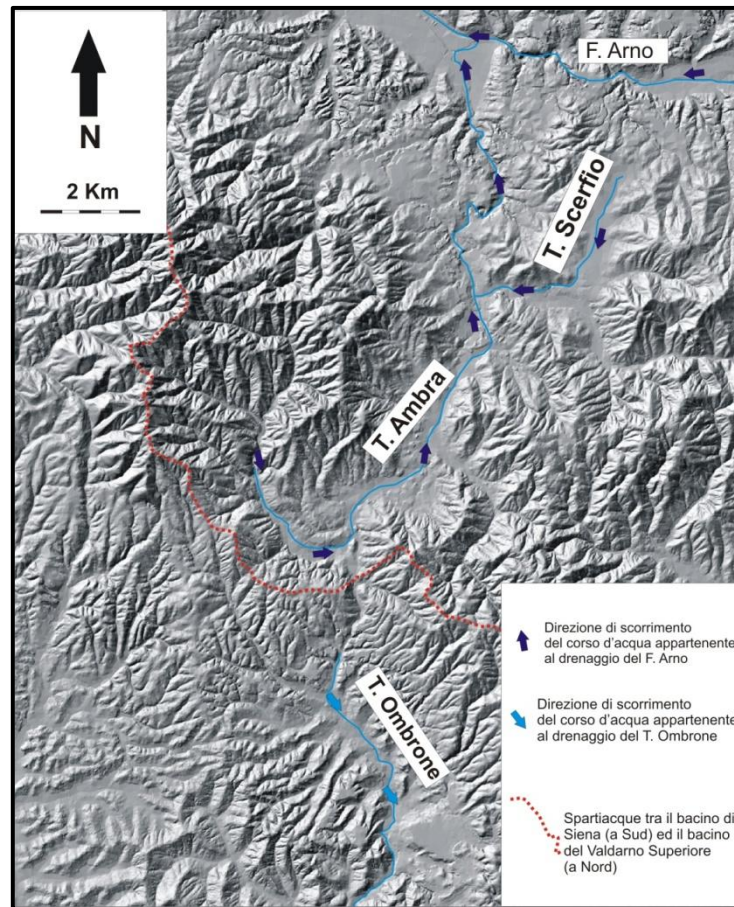 N
2 Km
F. Arno
T. Scerfio
T. Ambra
T. Ombrone
Direzione di scorrimento
del corso d'acqua appartenente
al drenaggio del F. Arno
Direzione di scorrimento
del corso d'acqua appartenente
al drenaggio del T. Ombrone
Spartiacque tra il bacino di
Siena (a Sud) ed il bacino
del Valdarno Superiore
(a Nord)